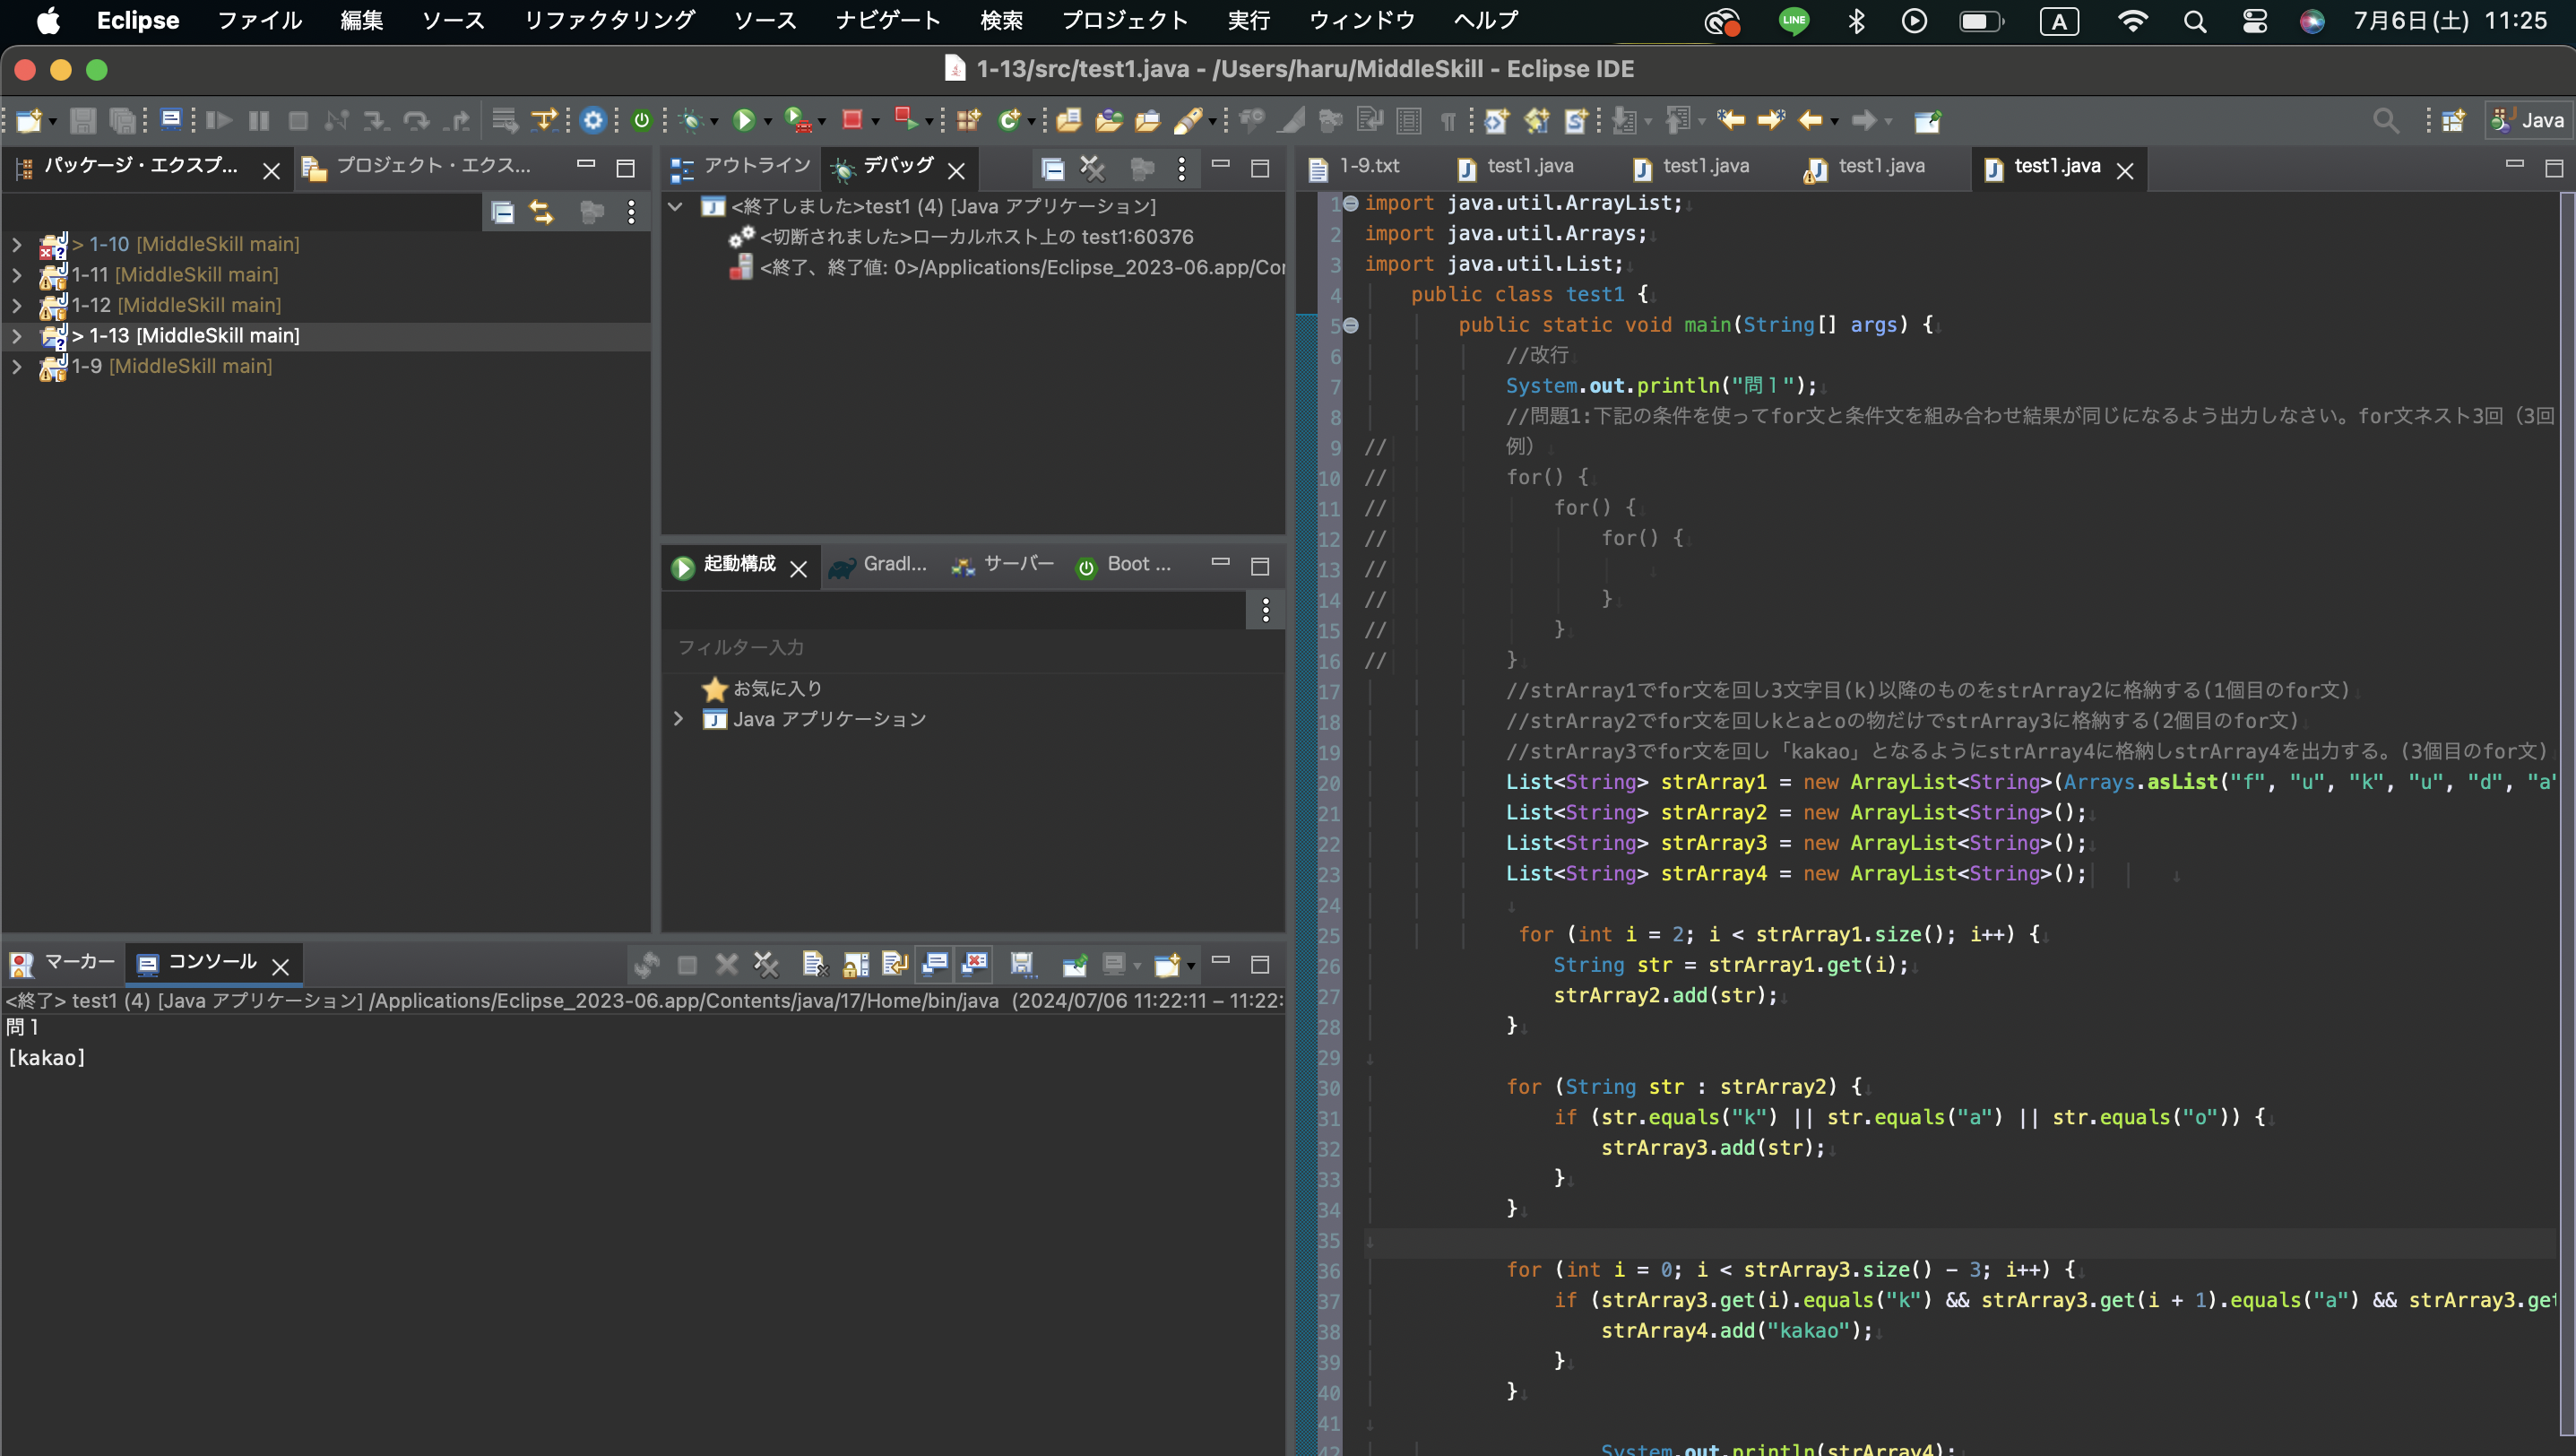 Eclipse ファイル 編集 ソース リファクタリング ソース ナビゲート 検索 プロジェクト 実行 ウィンドウ ヘルプ LINE A 7月6日(土) 11:25
1-13/src/test1.java - /Users/haru/MiddleSkill - Eclipse IDE
Java
パッケージ・エクスプ... プロジェクト・エクス...
> 1-10 [MiddleSkill main]
1-11 [MiddleSkill main]
1-12 [MiddleSkill main]
> 1-13 [MiddleSkill main]
1-9 [MiddleSkill main]
アウトライン デバッグ
<終了しました>test1 (4) [Java アプリケーション]
<切断されました>ローカルホスト上の test1:60376
<終了、終了値: 0>/Applications/Eclipse_2023-06.app/Cor
起動構成 Gradl... サーバー Boot ...
フィルター入力
お気に入り
Java アプリケーション
マーカー コンソール
<終了> test1 (4) [Java アプリケーション] /Applications/Eclipse_2023-06.app/Contents/java/17/Home/bin/java (2024/07/06 11:22:11 – 11:22:
問1
[kakao]
1-9.txt test1.java test1.java test1.java test1.java
1 import java.util.ArrayList;
2 import java.util.Arrays;
3 import java.util.List;
4 public class test1 {
5 public static void main(String[] args) {
6 //改行
7 System.out.println("問１");
8 //問題1:下記の条件を使ってfor文と条件文を組み合わせ結果が同じになるよう出力しなさい。for文ネスト3回（3回
9 // 例）
10 // for() {
11 // for() {
12 // for() {
13 //
14 // }
15 // }
16 // }
17 //strArray1でfor文を回し3文字目(k)以降のものをstrArray2に格納する(1個目のfor文)
18 //strArray2でfor文を回しkとaとoの物だけでstrArray3に格納する(2個目のfor文)
19 //strArray3でfor文を回し「kakao」となるようにstrArray4に格納しstrArray4を出力する。(3個目のfor文)
20 List<String> strArray1 = new ArrayList<String>(Arrays.asList("f", "u", "k", "u", "d", "a"
21 List<String> strArray2 = new ArrayList<String>();
22 List<String> strArray3 = new ArrayList<String>();
23 List<String> strArray4 = new ArrayList<String>();
24
25 for (int i = 2; i < strArray1.size(); i++) {
26 String str = strArray1.get(i);
27 strArray2.add(str);
28 }
29
30 for (String str : strArray2) {
31 if (str.equals("k") || str.equals("a") || str.equals("o")) {
32 strArray3.add(str);
33 }
34 }
35
36 for (int i = 0; i < strArray3.size() - 3; i++) {
37 if (strArray3.get(i).equals("k") && strArray3.get(i + 1).equals("a") && strArray3.get
38 strArray4.add("kakao");
39 }
40 }
41
42 System.out.println(strArray4);